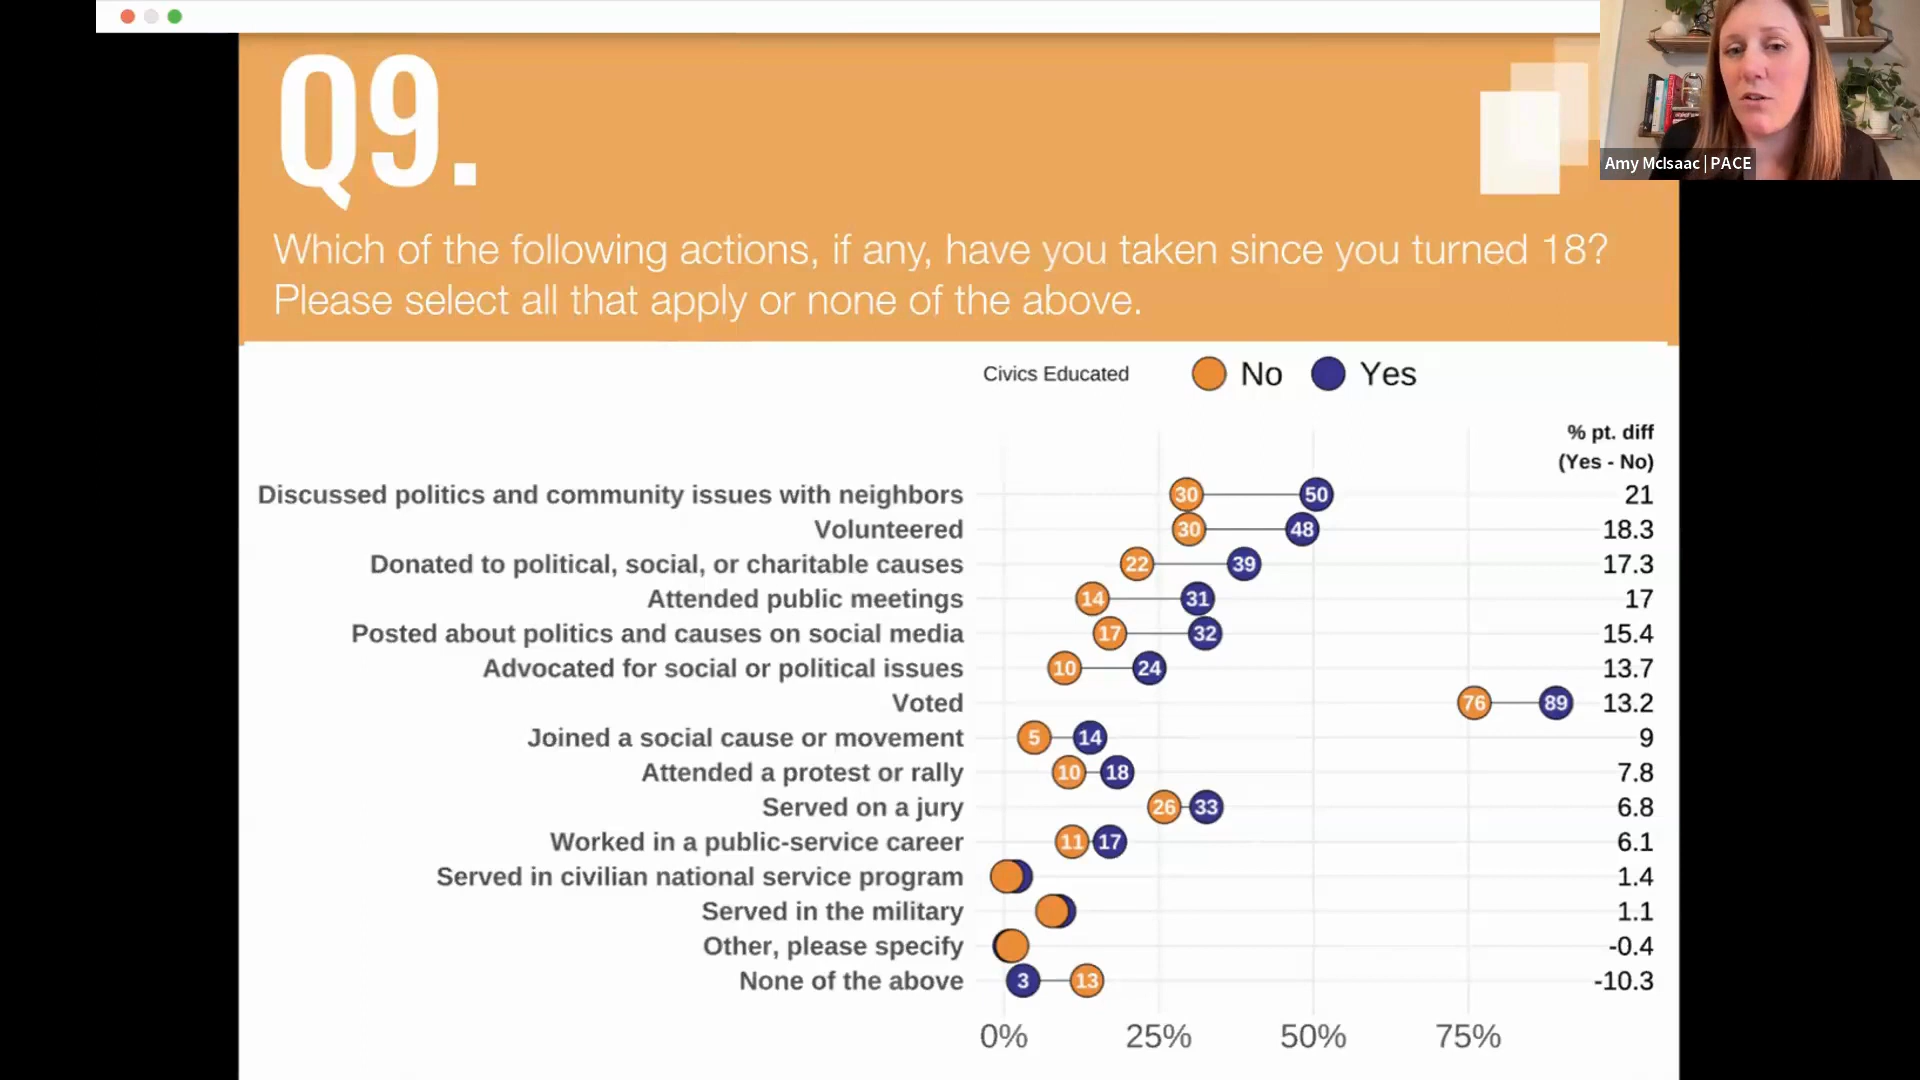 Q9.
Amy McIsaac | PACE
Which of the following actions, if any, have you taken since you turned 18?
Please select all that apply or none of the above.
Civics Educated No Yes
% pt. diff
(Yes - No)
Discussed politics and community issues with neighbors 30 50 21
Volunteered 30 48 18.3
Donated to political, social, or charitable causes 22 39 17.3
Attended public meetings 14 31 17
Posted about politics and causes on social media 17 32 15.4
Advocated for social or political issues 10 24 13.7
Voted 76 89 13.2
Joined a social cause or movement 5 14 9
Attended a protest or rally 10 18 7.8
Served on a jury 26 33 6.8
Worked in a public-service career 11 17 6.1
Served in civilian national service program 1.4
Served in the military 1.1
Other, please specify -0.4
None of the above 3 13 -10.3
0% 25% 50% 75%